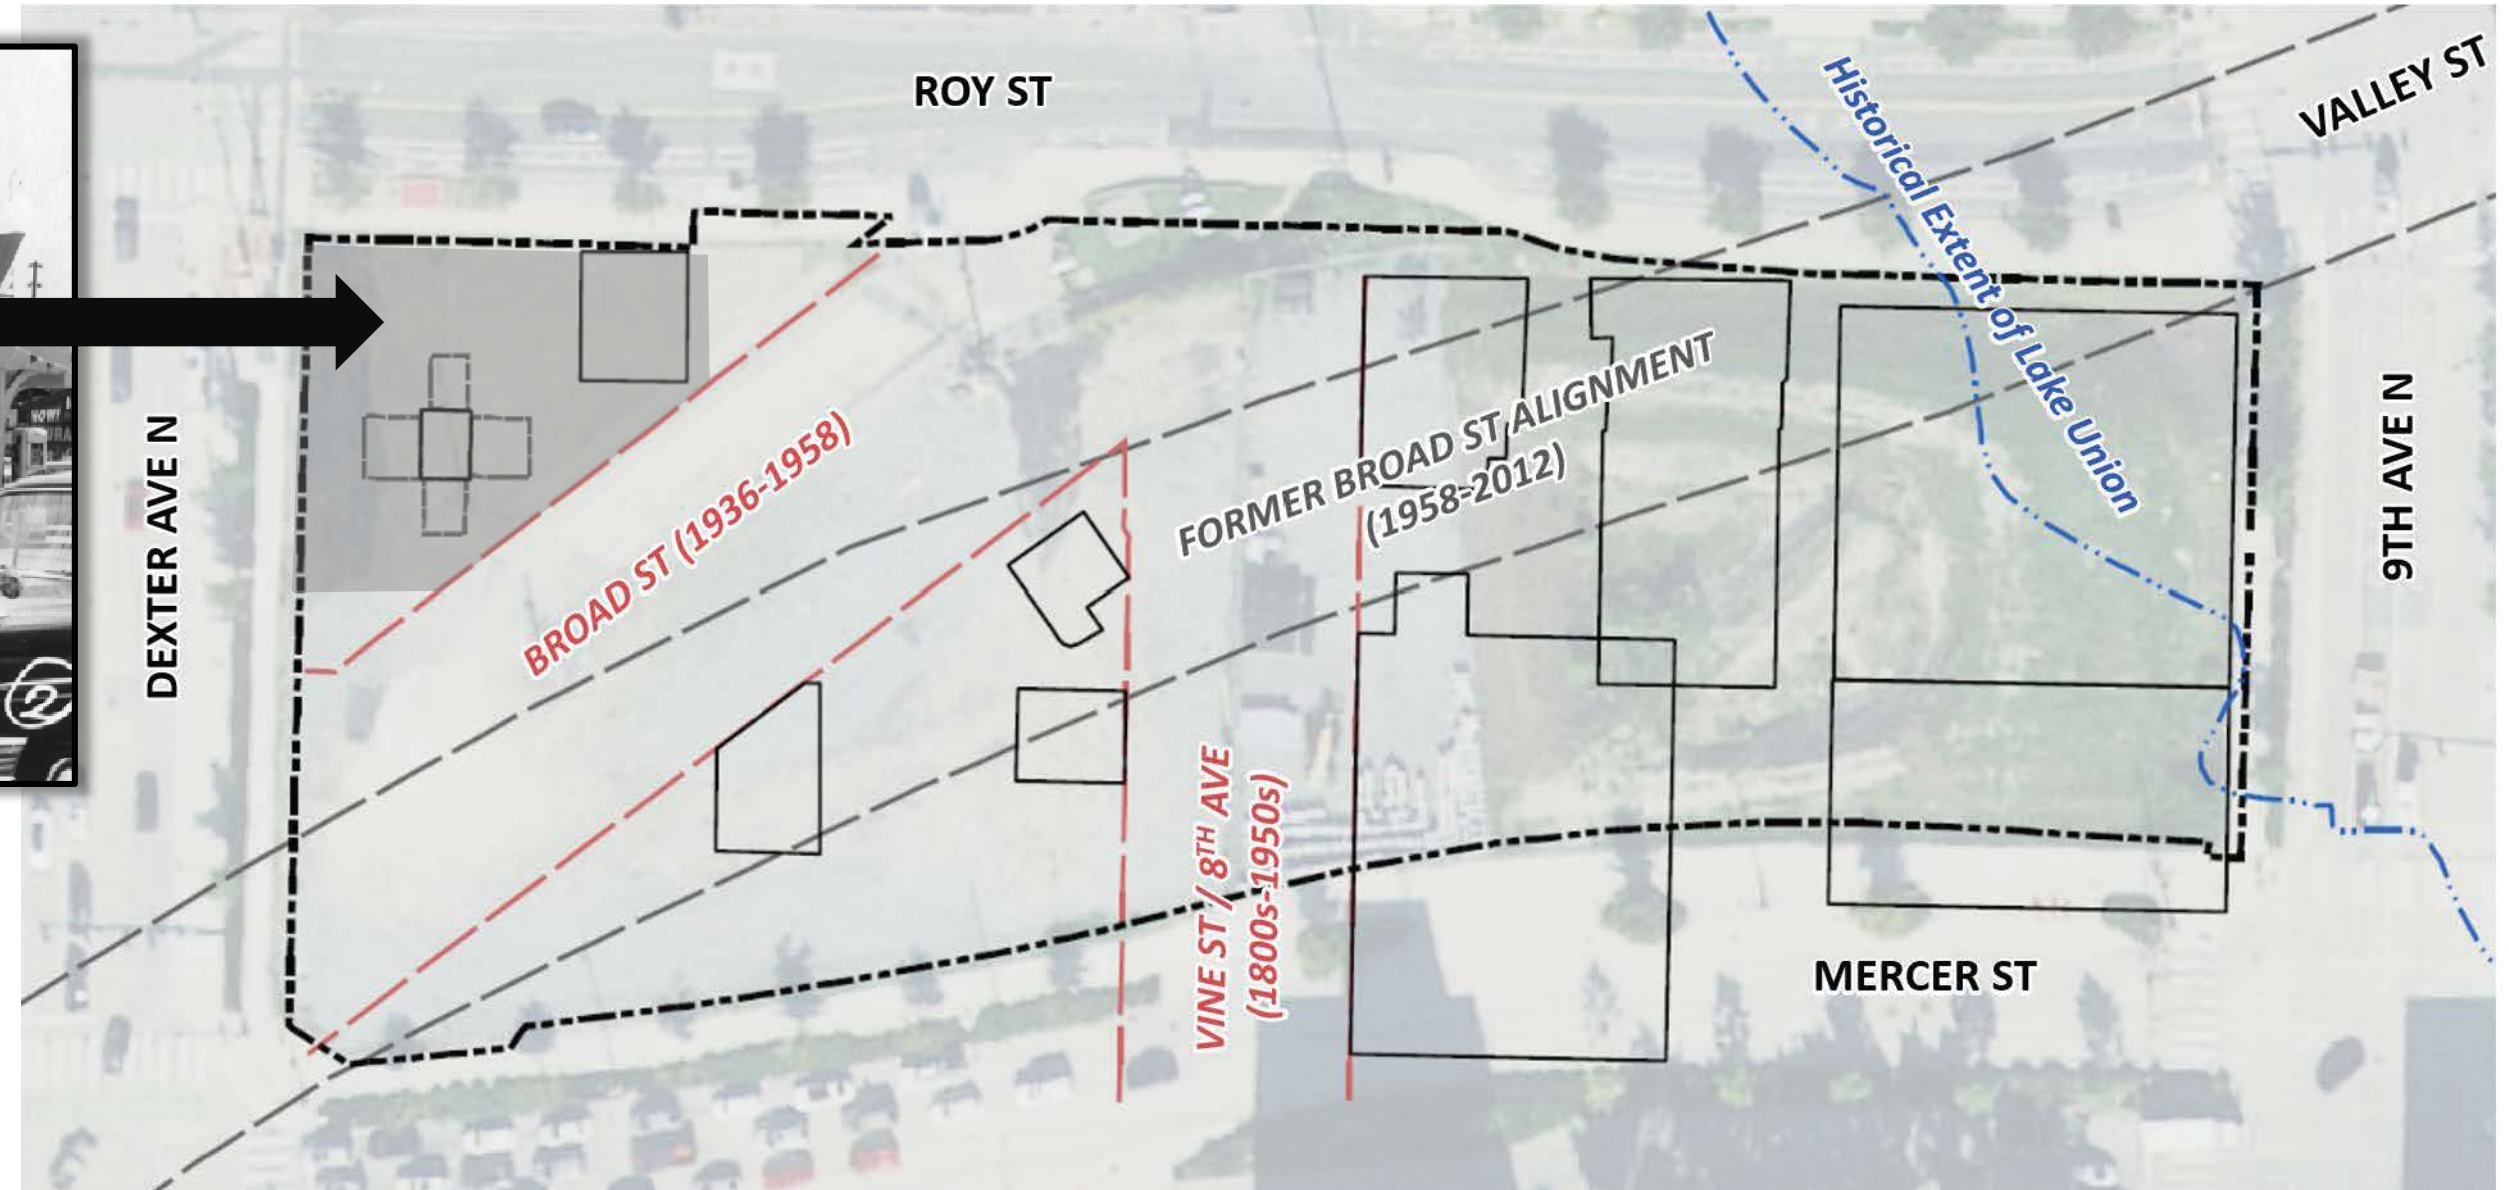 ROY ST
VALLEY ST
Historical Extent of Lake Union
DEXTER AVE N
BROAD ST (1936-1958)
FORMER BROAD ST ALIGNMENT
(1958-2012)
9TH AVE N
VINE ST / 8TH AVE
(1800s-1950s)
MERCER ST
2